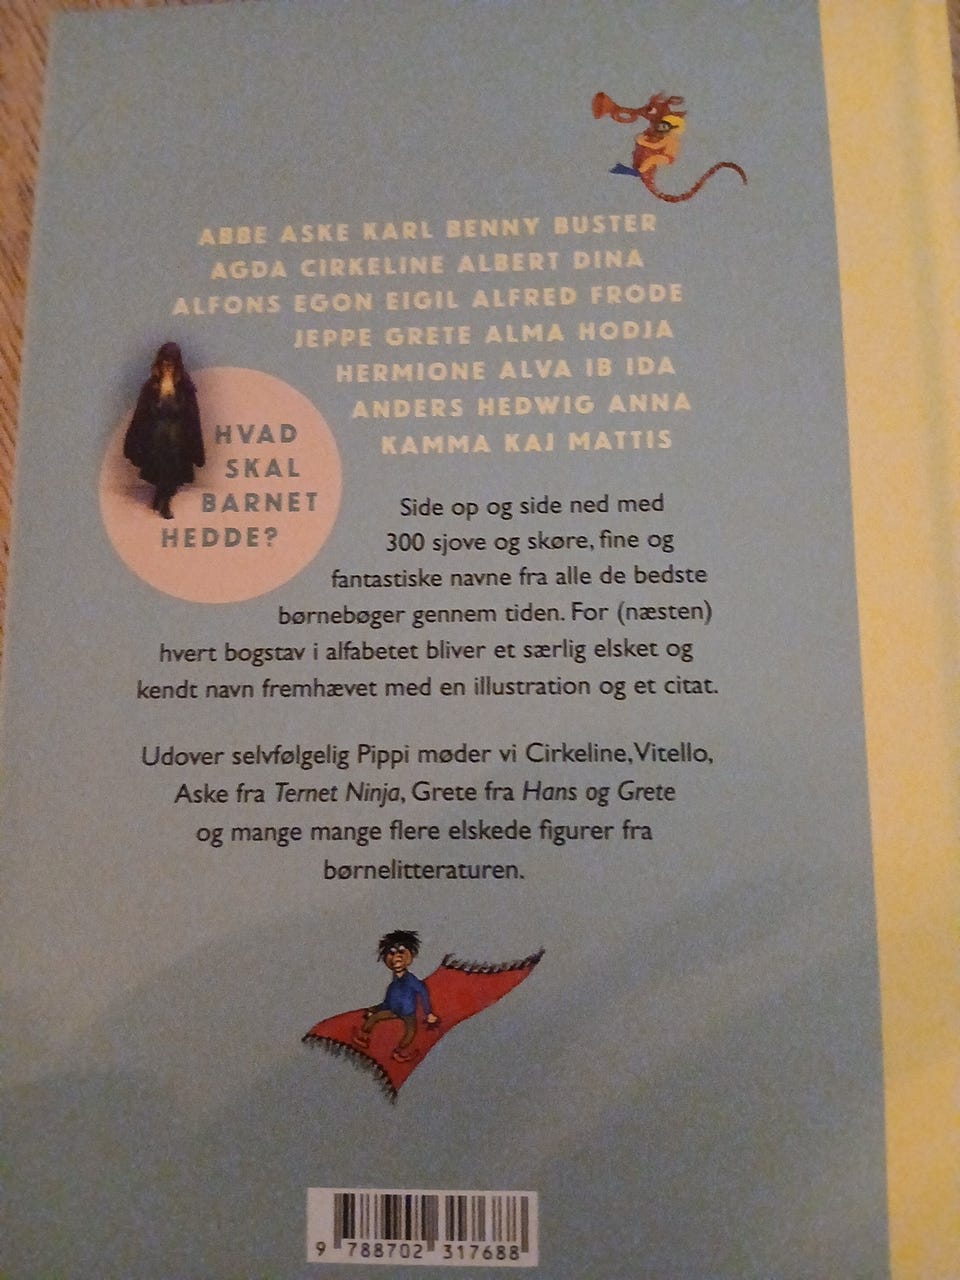 ABBE ASKE KARL BENNY BUSTER
AGDA CIRKELINE ALBERT DINA
ALFONS EGON EIGIL ALFRED FRODE
JEPPE GRETE ALMA HODJA
HERMIONE ALVA IB IDA
ANDERS HEDWIG ANNA
KAMMA KAJ MATTIS
HVAD
SKAL
BARNET
HEDDE?
Side op og side ned med
300 sjove og skøre, fine og
fantastiske navne fra alle de bedste
børnebøger gennem tiden. For (næsten)
hvert bogstav i alfabetet bliver et særlig elsket og
kendt navn fremhævet med en illustration og et citat.
Udover selvfølgelig Pippi møder vi Cirkeline, Vitello,
Aske fra Ternet Ninja, Grete fra Hans og Grete
og mange mange flere elskede figurer fra
børnelitteraturen.
9 788702 317688